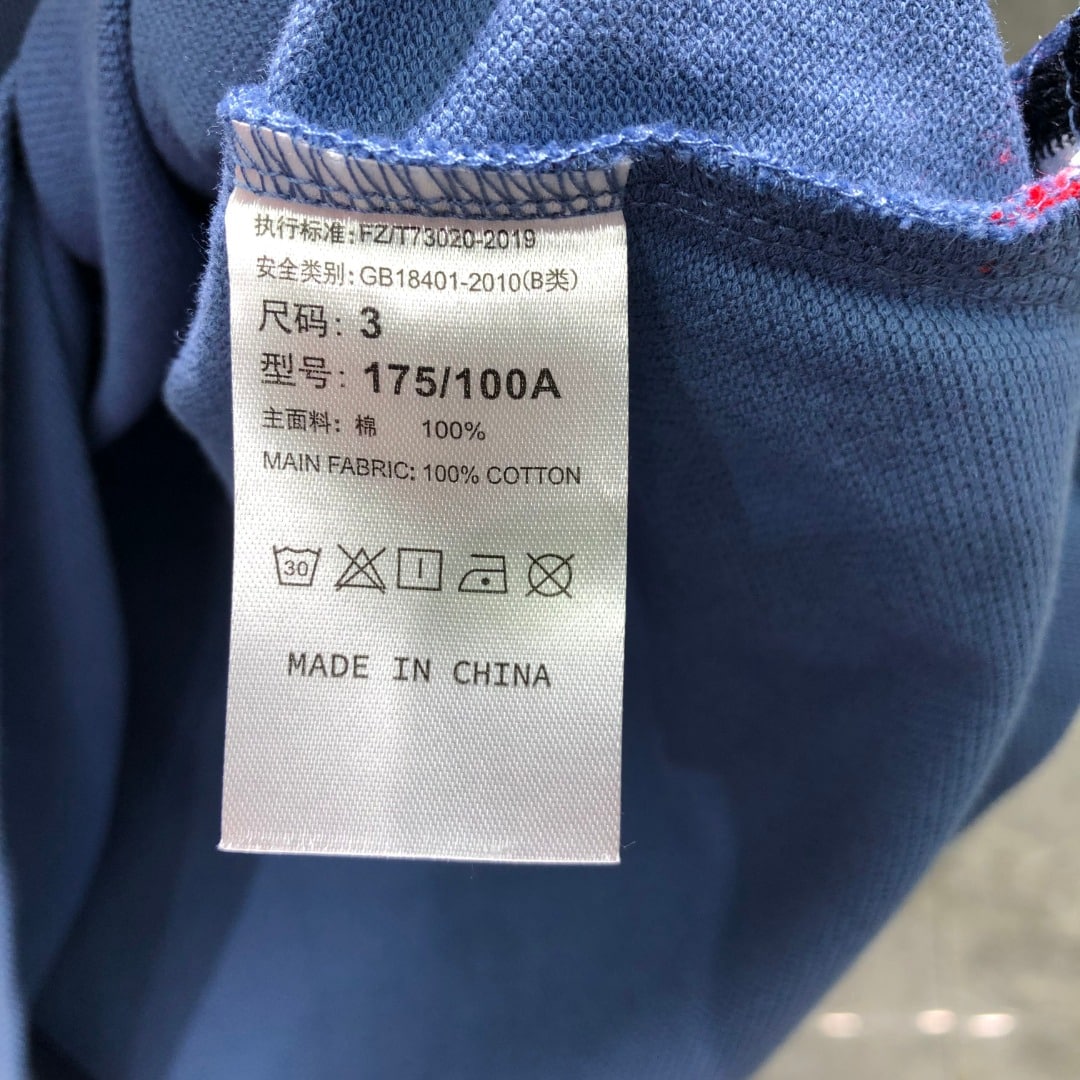 执行标准:FZ/T73020-2019
安全类别:GB18401-2010(B类)
尺码: 3
型号: 175/100A
主面料: 棉 100%
MAIN FABRIC: 100% COTTON
30
MADE IN CHINA